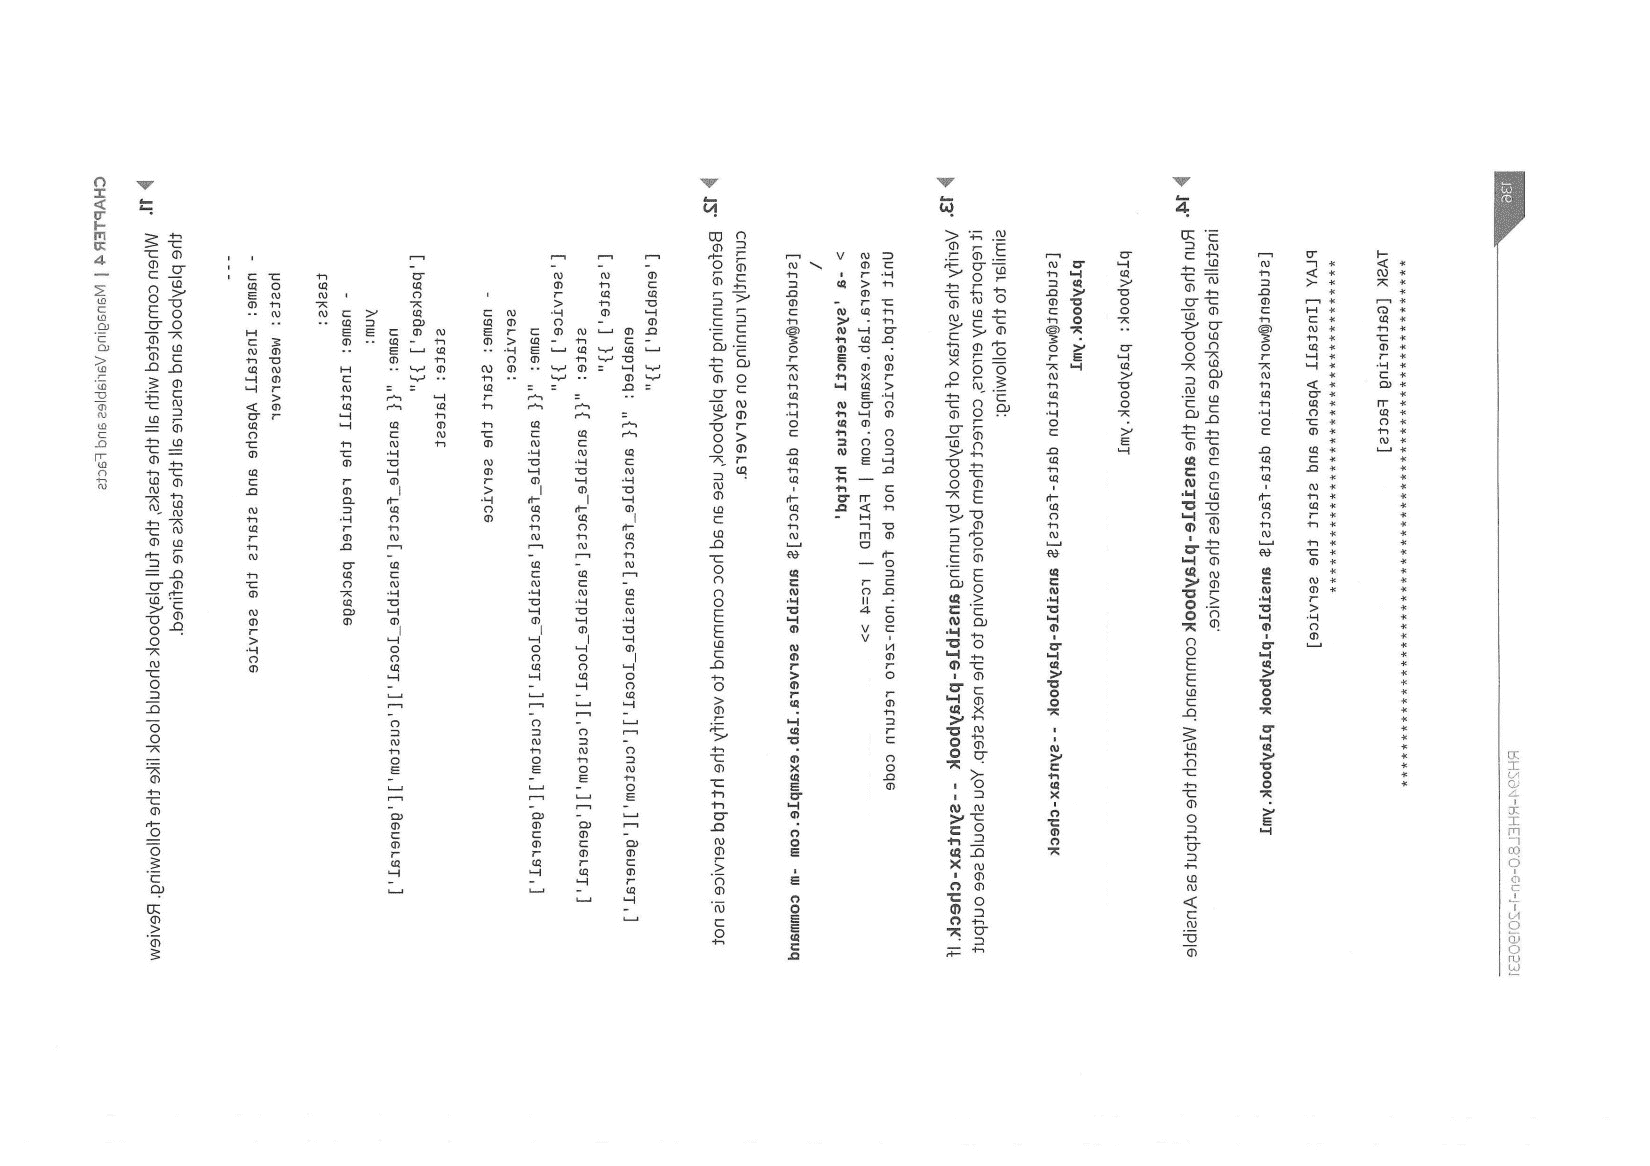 CHAPTER 4 | Managing Variables and Facts
11. When completed with all the tasks, the full playbook should look like the following. Review
the playbook and ensure all the tasks are defined.
---
- name: Install Apache and starts the service
hosts: webserver
tasks:
- name: Install the required package
yum:
name: "{{ ansible_facts['ansible_local']['custom']['general']
['package'] }}"
state: latest
- name: Start the service
service:
name: "{{ ansible_facts['ansible_local']['custom']['general']
['service'] }}"
state: "{{ ansible_facts['ansible_local']['custom']['general']
['state'] }}"
enabled: "{{ ansible_facts['ansible_local']['custom']['general']
['enabled'] }}"
12. Before running the playbook, use an ad hoc command to verify the httpd service is not
currently running on servera.
[student@workstation data-facts]$ ansible servera.lab.example.com -m command
\
> -a 'systemctl status httpd'
servera.lab.example.com | FAILED | rc=4 >>
Unit httpd.service could not be found.non-zero return code
13. Verify the syntax of the playbook by running ansible-playbook --syntax-check. If
it reports any errors, correct them before moving to the next step. You should see output
similar to the following:
[student@workstation data-facts]$ ansible-playbook --syntax-check
playbook.yml
playbook: playbook.yml
14. Run the playbook using the ansible-playbook command. Watch the output as Ansible
installs the package and then enables the service.
[student@workstation data-facts]$ ansible-playbook playbook.yml
PLAY [Install Apache and start the service]
***********************************
TASK [Gathering Facts]
*********************************************************
136
RH294-RHEL8.0-en-1-20190531